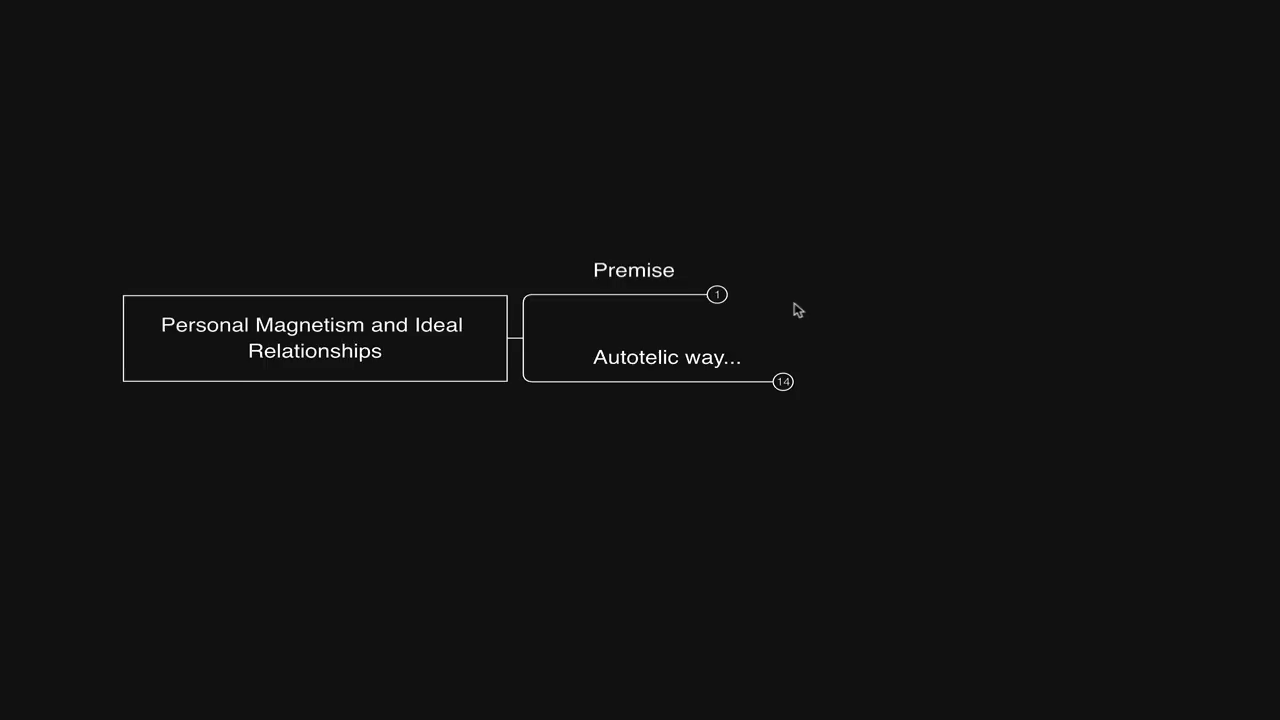 Premise
1
Personal Magnetism and Ideal
Relationships
Autotelic way...
14